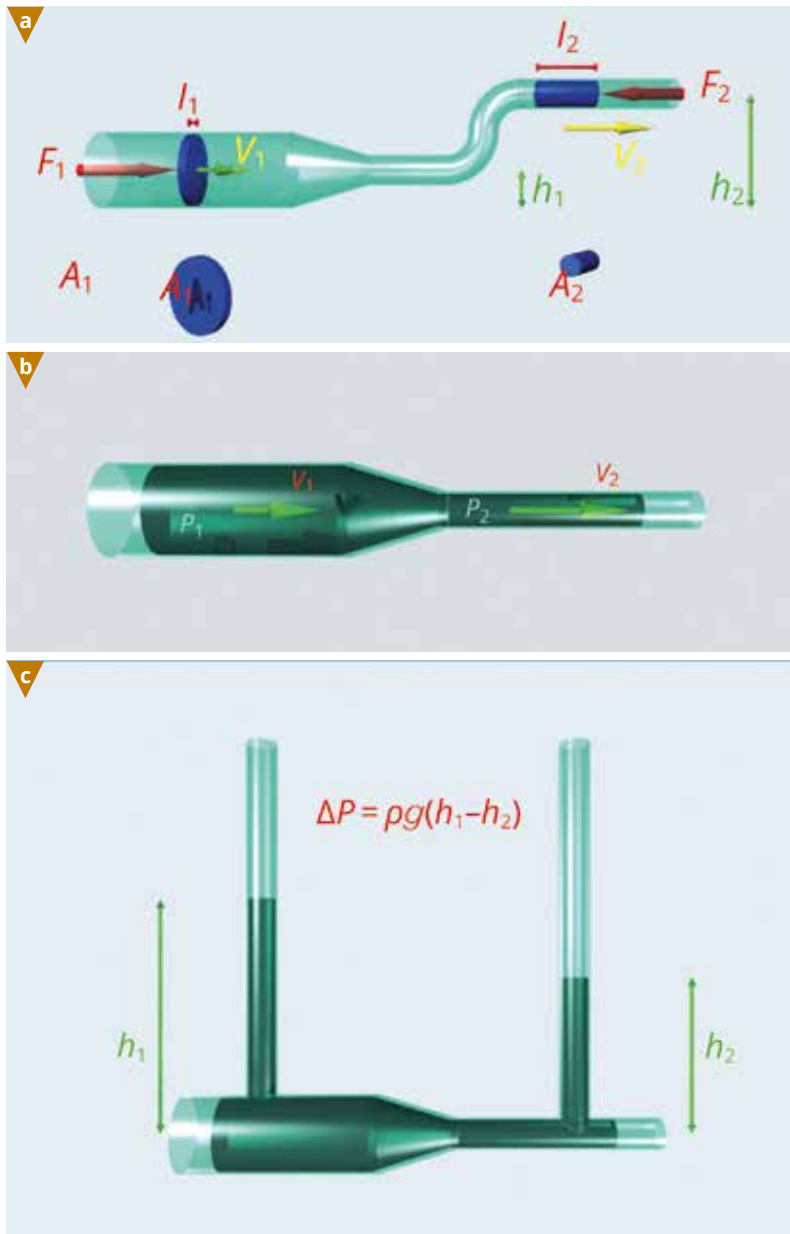 a
l₂
F₂
l₁
F₁
V₁
V₂
h₁
h₂
A₁
A₁
A₁
A₂
b
V₁
V₂
P₁
P₂
c
ΔP = ρg(h₁–h₂)
h₁
h₂